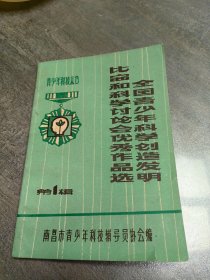 青少年科技丛书
全国青少年科学创造发明
比赛和科学讨论会优秀作品选
第1辑
南昌市青少年科技辅导员协会编